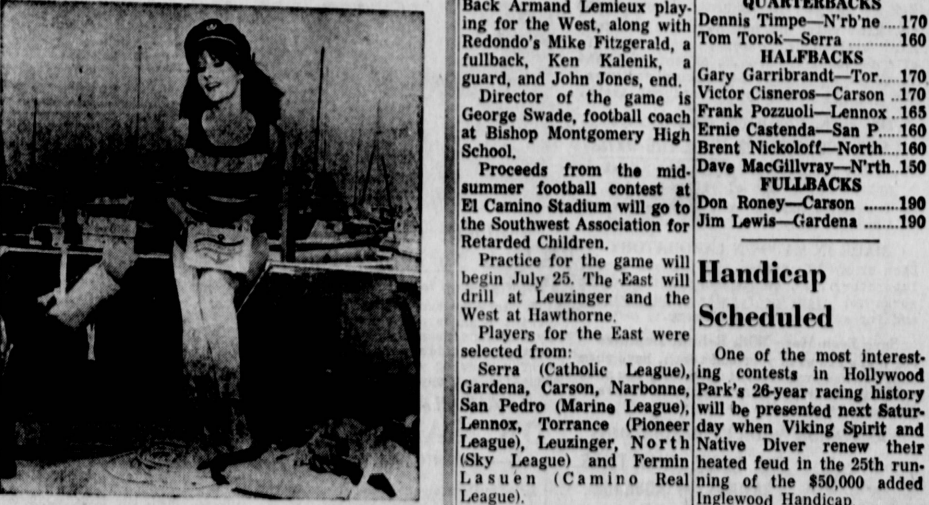 Back Armand Lemieux play-
ing for the West, along with
Redondo's Mike Fitzgerald, a
fullback, Ken Kalenik, a
guard, and John Jones, end.
Director of the game is
George Swade, football coach
at Bishop Montgomery High
School.
Proceeds from the mid-
summer football contest at
El Camino Stadium will go to
the Southwest Association for
Retarded Children.
Practice for the game will
begin July 25. The East will
drill at Leuzinger and the
West at Hawthorne.
Players for the East were
selected from:
Serra (Catholic League),
Gardena, Carson, Narbonne,
San Pedro (Marine League),
Lennox, Torrance (Pioneer
League), Leuzinger, North
(Sky League) and Fermin
Lasuen (Camino Real
League).
QUARTERBACKS
Dennis Timpe—N'rb'ne ...170
Tom Torok—Serra ...........160
HALFBACKS
Gary Garribrandt—Tor....170
Victor Cisneros—Carson ..170
Frank Pozzuoli—Lennox ..165
Ernie Castenda—San P....160
Brent Nickoloff—North....160
Dave MacGillvray—N'rth..150
FULLBACKS
Don Roney—Carson ........190
Jim Lewis—Gardena ........190
Handicap
Scheduled
One of the most interest-
ing contests in Hollywood
Park's 26-year racing history
will be presented next Satur-
day when Viking Spirit and
Native Diver renew their
heated feud in the 25th run-
ning of the $50,000 added
Inglewood Handicap